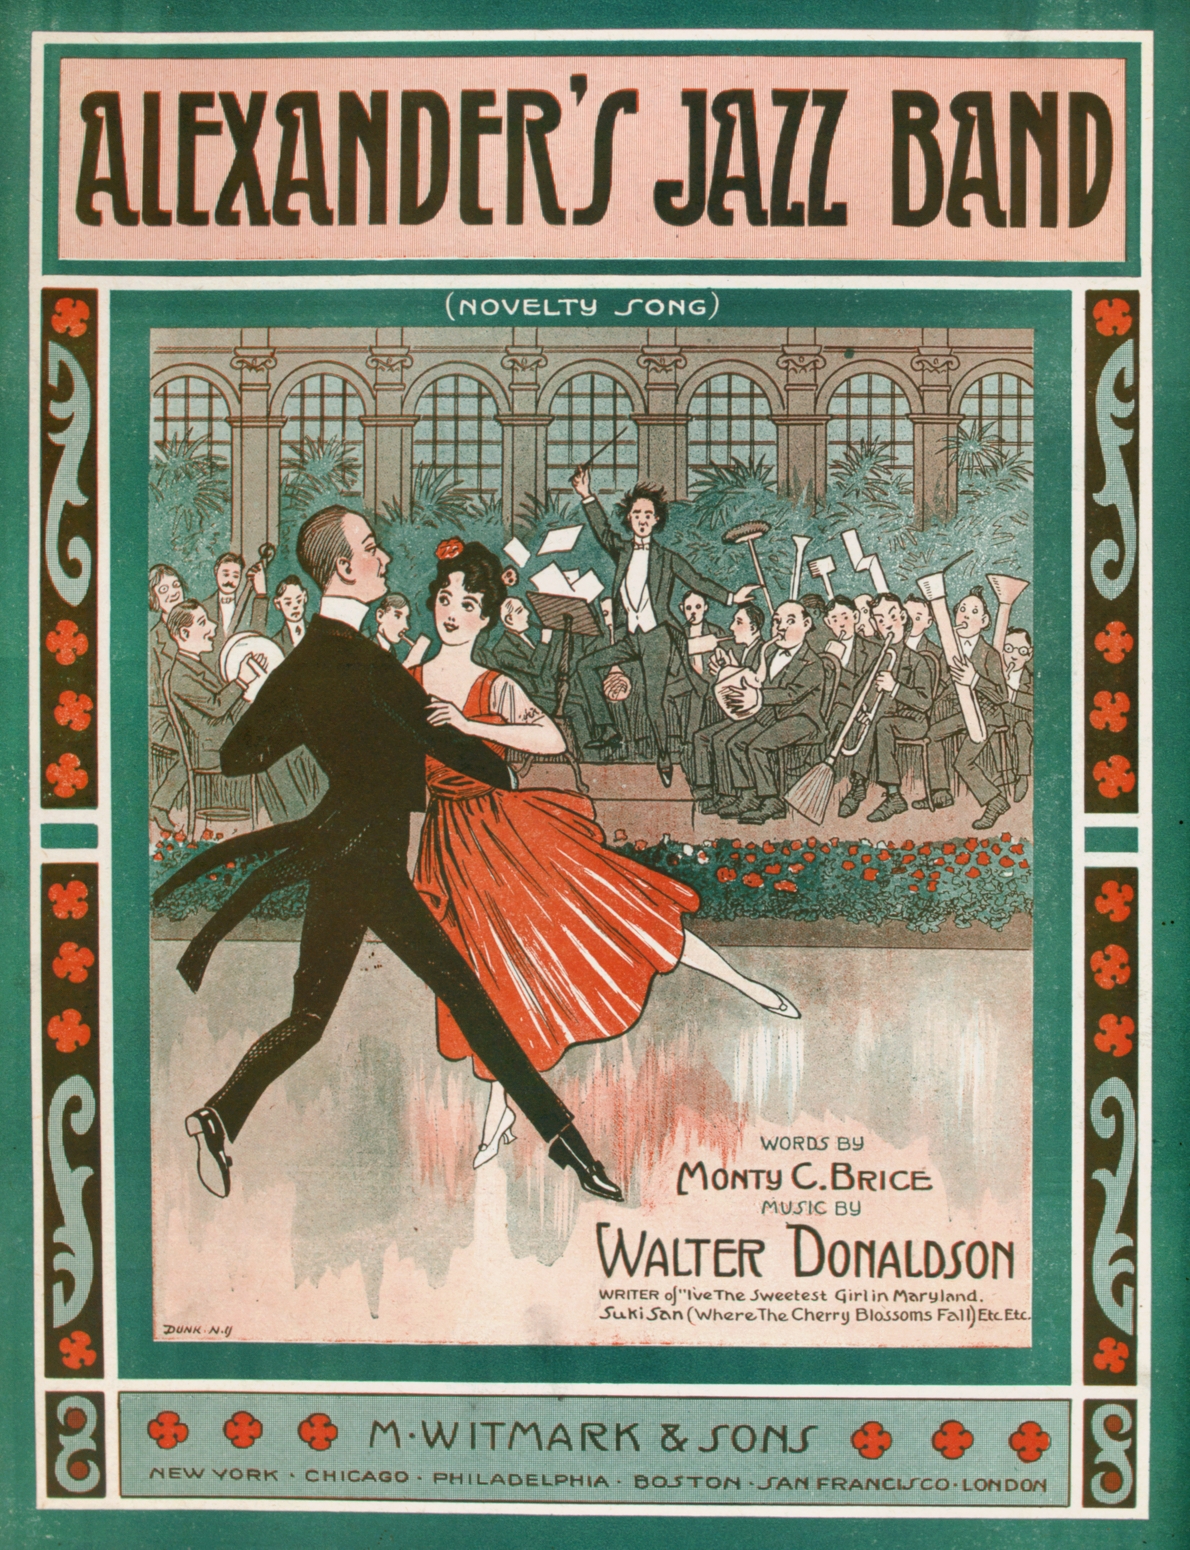 ALEXANDER'S JAZZ BAND
(NOVELTY SONG)
WORDS BY
MONTY C. BRICE
MUSIC BY
WALTER DONALDSON
WRITER of "I've The Sweetest Girl in Maryland.
Suki San (Where The Cherry Blossoms Fall) Etc Etc.
DUNK · N·Y
M·WITMARK & SONS
NEW YORK · CHICAGO · PHILADELPHIA · BOSTON · SAN FRANCISCO · LONDON